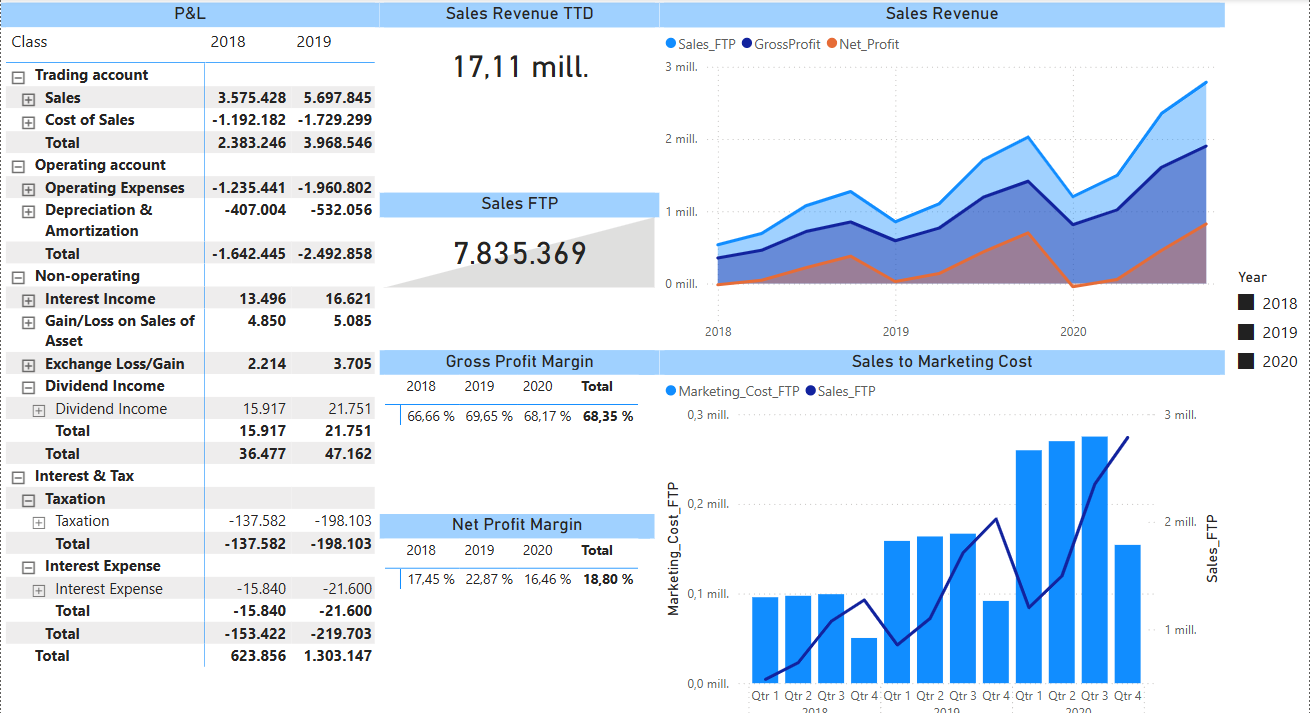 P&L
Class 2018 2019
Trading account
Sales 3.575.428 5.697.845
Cost of Sales -1.192.182 -1.729.299
Total 2.383.246 3.968.546
Operating account
Operating Expenses -1.235.441 -1.960.802
Depreciation & -407.004 -532.056
Amortization
Total -1.642.445 -2.492.858
Non-operating
Interest Income 13.496 16.621
Gain/Loss on Sales of 4.850 5.085
Asset
Exchange Loss/Gain 2.214 3.705
Dividend Income
Dividend Income 15.917 21.751
Total 15.917 21.751
Total 36.477 47.162
Interest & Tax
Taxation
Taxation -137.582 -198.103
Total -137.582 -198.103
Interest Expense
Interest Expense -15.840 -21.600
Total -15.840 -21.600
Total -153.422 -219.703
Total 623.856 1.303.147
Sales Revenue TTD
17,11 mill.
Sales FTP
7.835.369
Gross Profit Margin
2018 2019 2020 Total
66,66 % 69,65 % 68,17 % 68,35 %
Net Profit Margin
2018 2019 2020 Total
17,45 % 22,87 % 16,46 % 18,80 %
Sales Revenue
Sales_FTP GrossProfit Net_Profit
3 mill.
2 mill.
1 mill.
0 mill.
2018 2019 2020
Sales to Marketing Cost
Marketing_Cost_FTP Sales_FTP
Marketing_Cost_FTP
0,3 mill.
0,2 mill.
0,1 mill.
0,0 mill.
3 mill.
2 mill.
1 mill.
Sales_FTP
Qtr 1 Qtr 2 Qtr 3 Qtr 4 Qtr 1 Qtr 2 Qtr 3 Qtr 4 Qtr 1 Qtr 2 Qtr 3 Qtr 4
2018 2019 2020
Year
2018
2019
2020